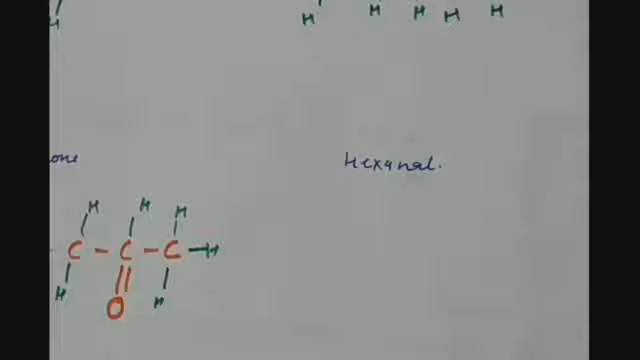 H H H H H H
one Hexanal.
H H H
C - C - C - H
H || H
O